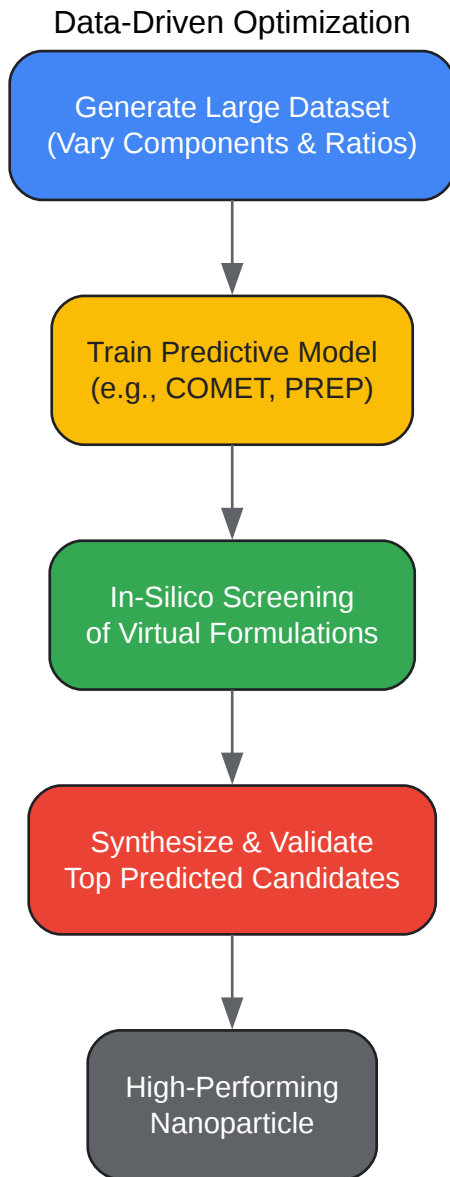 Data-Driven Optimization
Generate Large Dataset
(Vary Components & Ratios)
Train Predictive Model
(e.g., COMET, PREP)
In-Silico Screening
of Virtual Formulations
Synthesize & Validate
Top Predicted Candidates
High-Performing
Nanoparticle